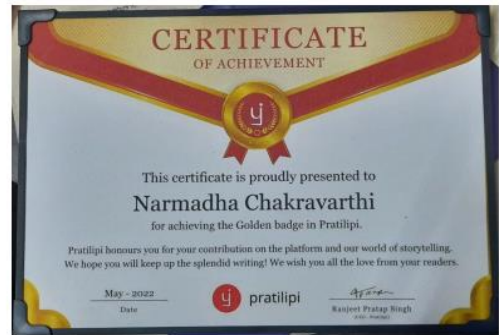 CERTIFICATE
OF ACHIEVEMENT
This certificate is proudly presented to
Narmadha Chakravarthi
for achieving the Golden badge in Pratilipi.
Pratilipi honours you for your contribution on the platform and our world of storytelling.
We hope you will keep up the splendid writing! We wish you all the love from your readers.
May - 2022
Date
pratilipi
Ranjeet Pratap Singh